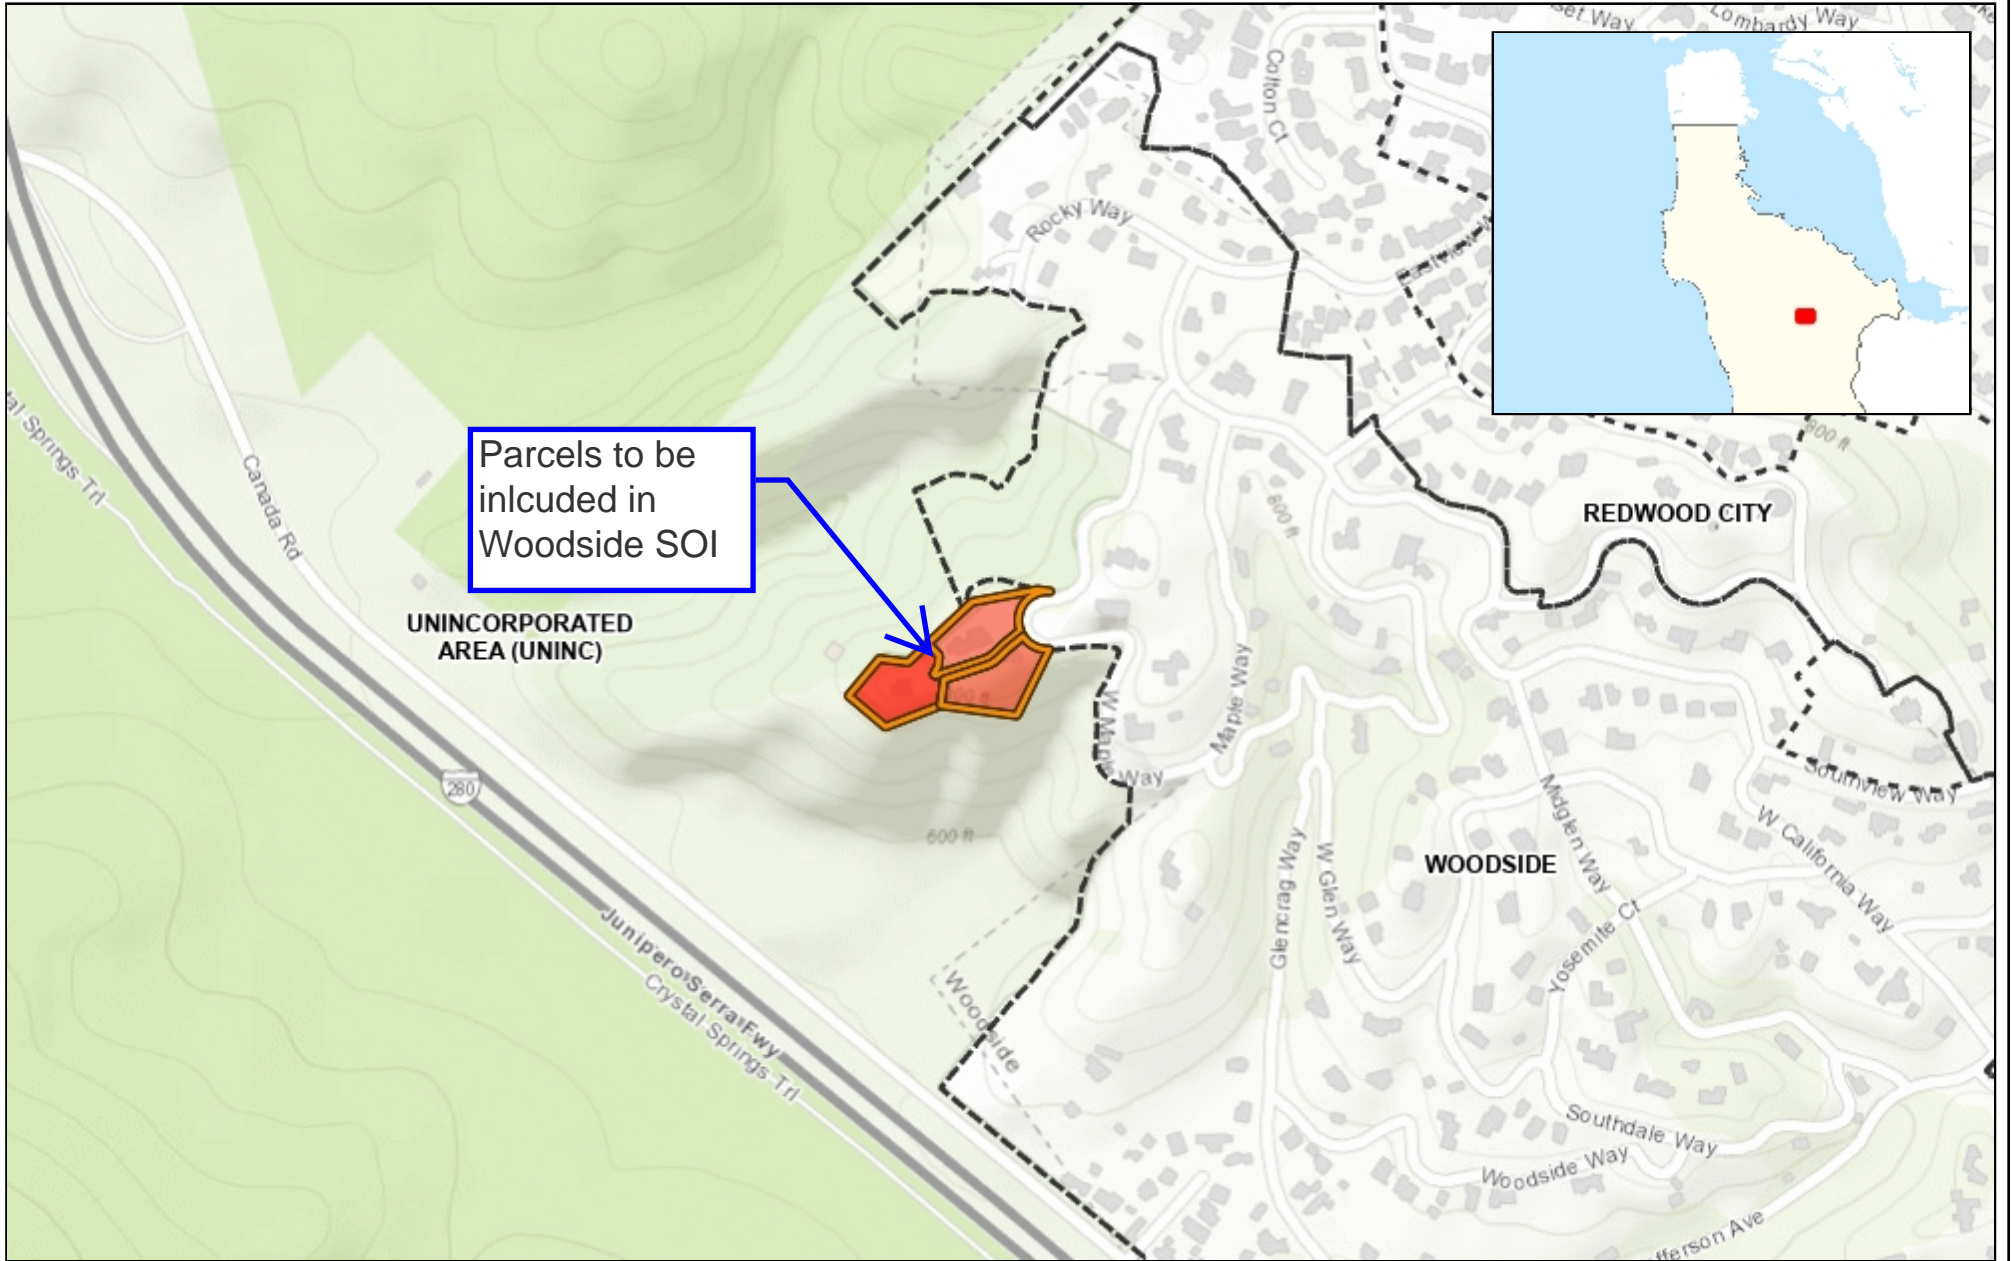 Lombardy Way
Colton Ct
Rocky Way
Canada Rd
Parcels to be
inlcuded in
Woodside SOI
800 ft
800 ft
REDWOOD CITY
UNINCORPORATED
AREA (UNINC)
Maple Way
W Maple Way
280
600 ft
Southview Way
W California Way
Midglen Way
WOODSIDE
Glencrag Way
W Glen Way
Yosemite Ct
Woodside
Junipero Serra Fwy
Crystal Springs Trl
Southdale Way
Woodside Way